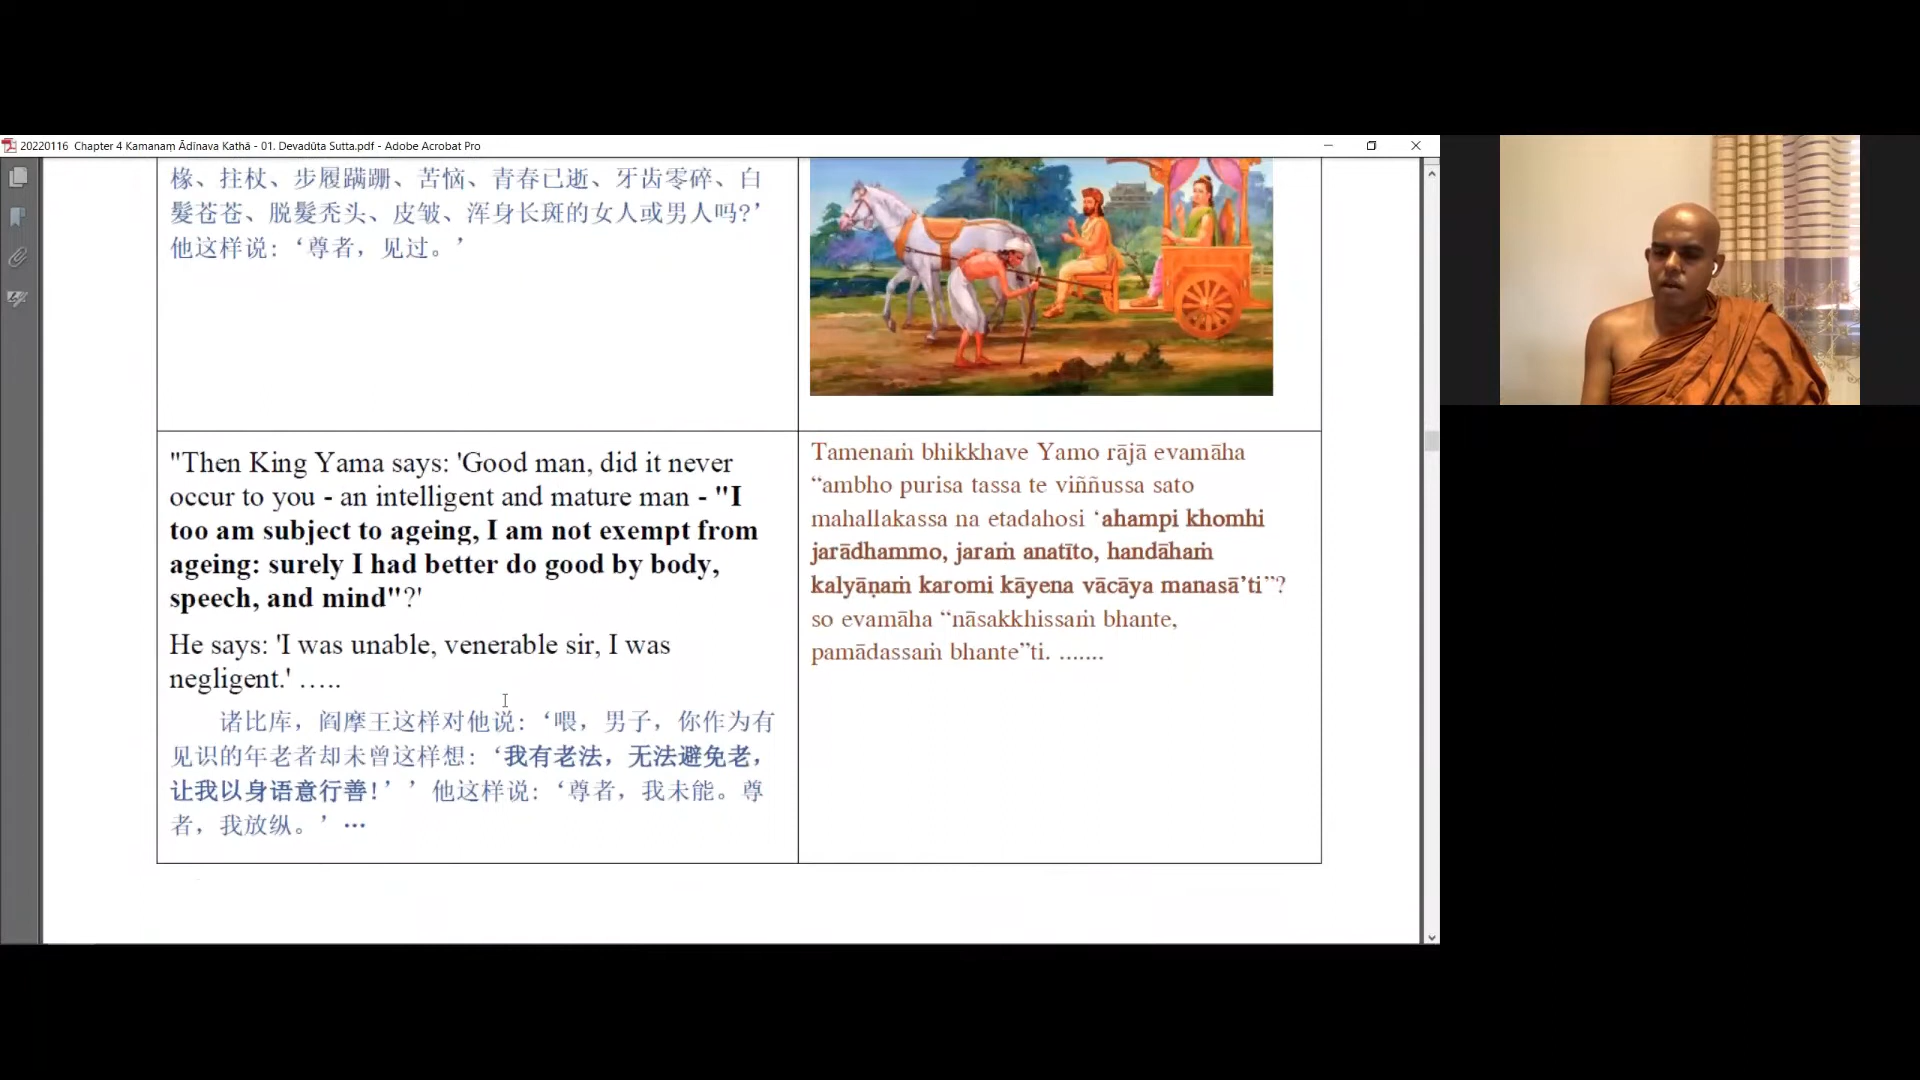 20220116  Chapter 4 Kamanaṃ Ādīnava Kathā - 01. Devadūta Sutta.pdf - Adobe Acrobat Pro
椽、拄杖、步履蹒跚、苦恼、青春已逝、牙齿零碎、白
髮苍苍、脱髮秃头、皮皱、浑身长斑的女人或男人吗?’
他这样说：‘尊者，见过。’
"Then King Yama says: 'Good man, did it never
occur to you - an intelligent and mature man - "I
too am subject to ageing, I am not exempt from
ageing: surely I had better do good by body,
speech, and mind"?'
He says: 'I was unable, venerable sir, I was
negligent.' …..
诸比库，阎摩王这样对他说：‘喂，男子，你作为有
见识的年老者却未曾这样想：‘我有老法，无法避免老，
让我以身语意行善!’ ’ 他这样说：‘尊者，我未能。尊
者，我放纵。’ …
Tamenaṁ bhikkhave Yamo rājā evamāha
“ambho purisa tassa te viññussa sato
mahallakassa na etadahosi ‘ahampi khomhi
jarādhammo, jaraṁ anatīto, handāhaṁ
kalyāṇaṁ karomi kāyena vācāya manasā’ti”?
so evamāha “nāsakkhissaṁ bhante,
pamādassaṁ bhante”ti. .......